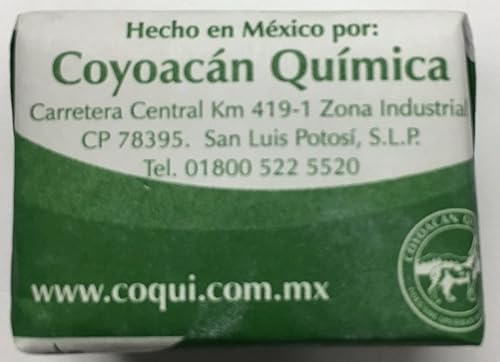 Hecho en México por:
Coyoacán Química
Carretera Central Km 419-1 Zona Industrial
CP 78395. San Luis Potosí, S.L.P.
Tel. 01800 522 5520
COYOACAN
www.coqui.com.mx